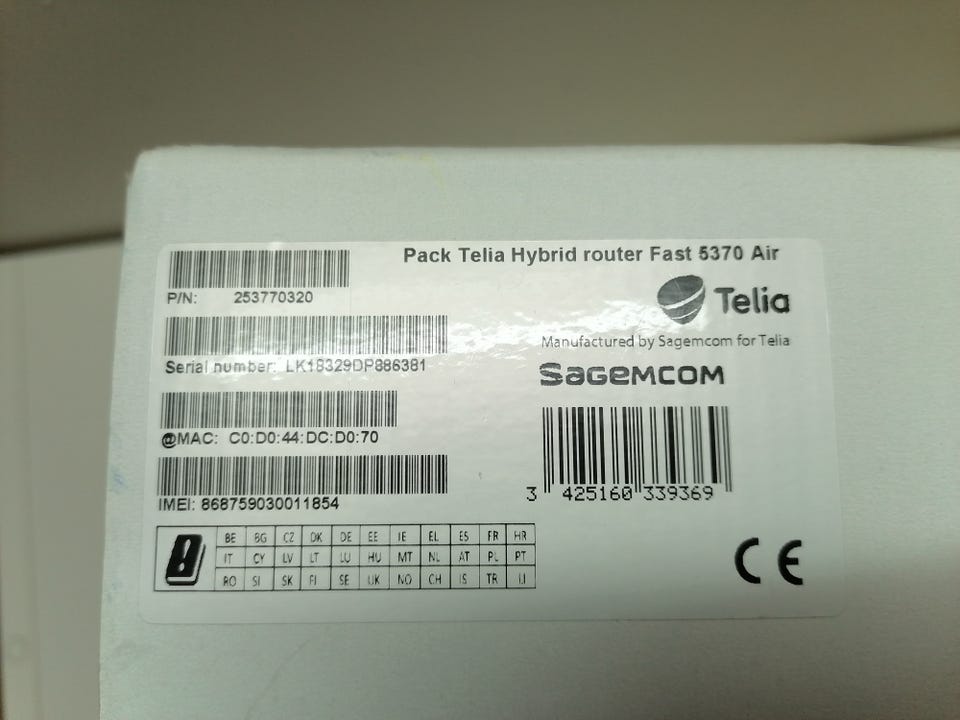 Pack Telia Hybrid router Fast 5370 Air
P/N: 253770320
Telia
Manufactured by Sagemcom for Telia
Serial number: LK18329DP886381
SAGEMCOM
@MAC: C0:D0:44:DC:D0:70
IMEI: 868759030011854
3 425160 339369
BE BG CZ DK DE EE IE EL ES FR HR
IT CY LV LT LU HU MT NL AT PL PT
RO SI SK FI SE UK NO CH IS TR LI
CE